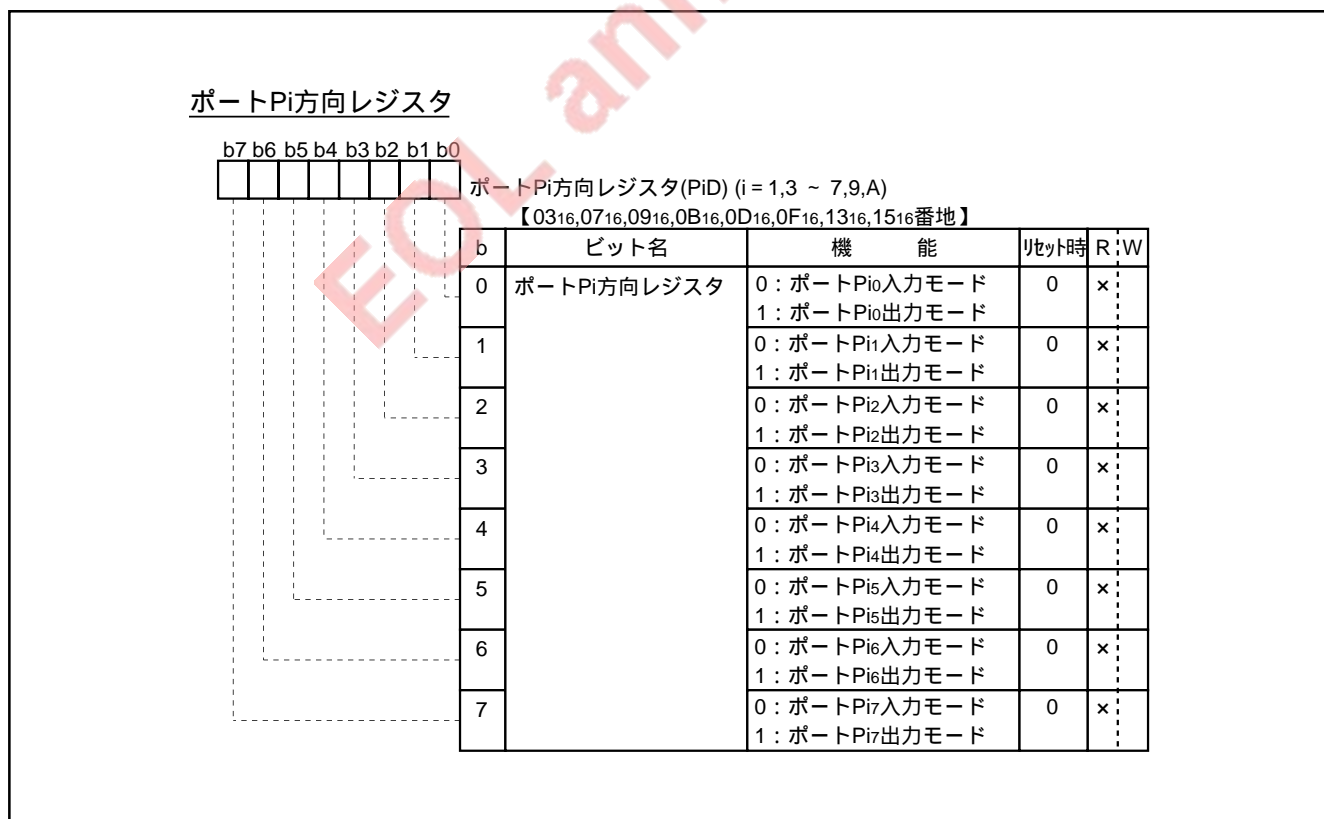 ポートPi方向レジスタ
b7 b6 b5 b4 b3 b2 b1 b0
ポートPi方向レジスタ(PiD) (i = 1,3 ~ 7,9,A)
【0316,0716,0916,0B16,0D16,0F16,1316,1516番地】
b ビット名 機 能 リセット時 R W
0 ポートPi方向レジスタ 0 : ポートPi0入力モード 0 ×
1 : ポートPi0出力モード
1 0 : ポートPi1入力モード 0 ×
1 : ポートPi1出力モード
2 0 : ポートPi2入力モード 0 ×
1 : ポートPi2出力モード
3 0 : ポートPi3入力モード 0 ×
1 : ポートPi3出力モード
4 0 : ポートPi4入力モード 0 ×
1 : ポートPi4出力モード
5 0 : ポートPi5入力モード 0 ×
1 : ポートPi5出力モード
6 0 : ポートPi6入力モード 0 ×
1 : ポートPi6出力モード
7 0 : ポートPi7入力モード 0 ×
1 : ポートPi7出力モード
EOL